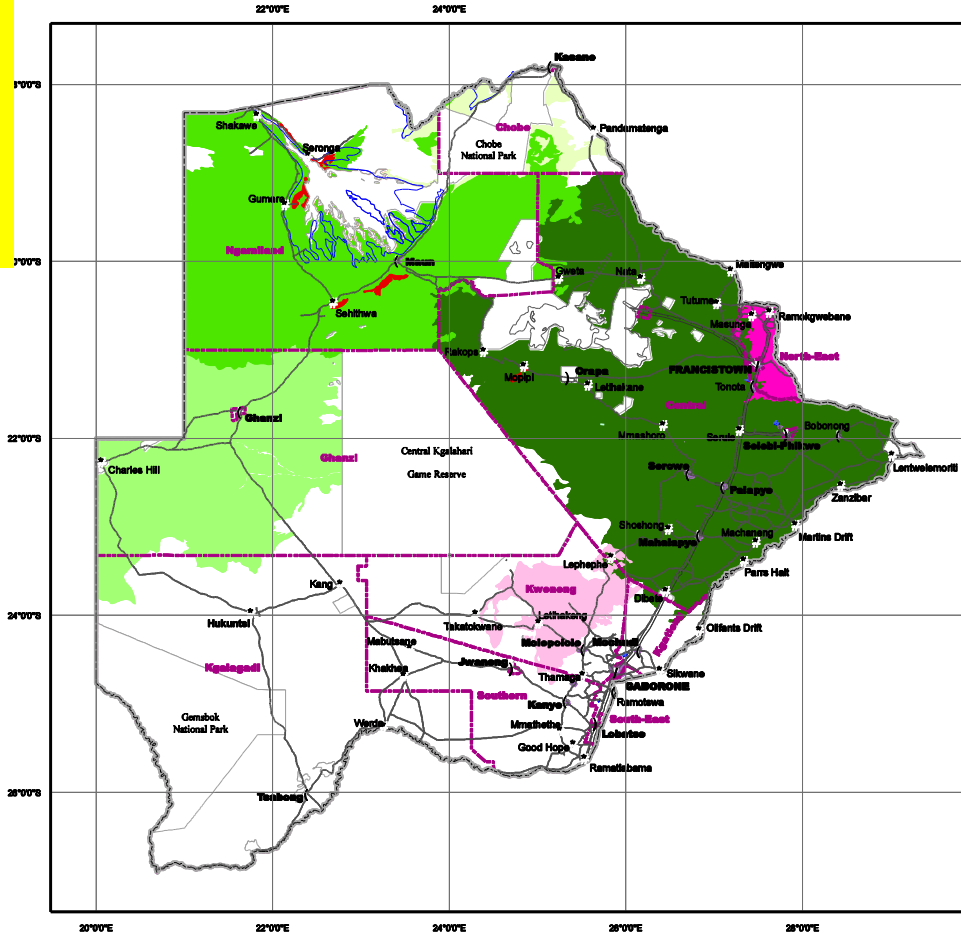 22°0'0"E 24°0'0"E
Kasane
Shakawe
Chobe
Pandamatenga
Seronga
Chobe
National Park
Gumare
Ngamiland
Maun
Gweta
Nata
Maitengwe
Sehithwa
Tutume
Masunga
Ramokgwebane
Rakops
North-East
Mopipi
Orapa
FRANCISTOWN
Letlhakane
Tonota
Central
Ghanzi
Mmashoro
Serule
Selebi-Phikwe
Bobonong
Ghanzi
Central Kgalahari
Game Reserve
22°0'0"S
Charles Hill
Serowe
Lentwelemoriti
Palapye
Zanzibar
Shoshong
Mahalapye
Machaneng
Martins Drift
Lephephe
Parrs Halt
Kang
Kweneng
Dibete
24°0'0"S
Hukuntsi
Takatokwane
Letlhakeng
Olifants Drift
Mabutsane
Molepolole
Mochudi
Kgatleng
Kgalagadi
Khakhea
Jwaneng
Thamaga
Sikwane
GABORONE
Southern
Kanye
Ramotswa
Gemsbok
National Park
Werda
Mmathethe
South-East
Lobatse
Good Hope
Ramatlabama
Tsabong
26°0'0"S
20°0'0"E 22°0'0"E 24°0'0"E 26°0'0"E 28°0'0"E